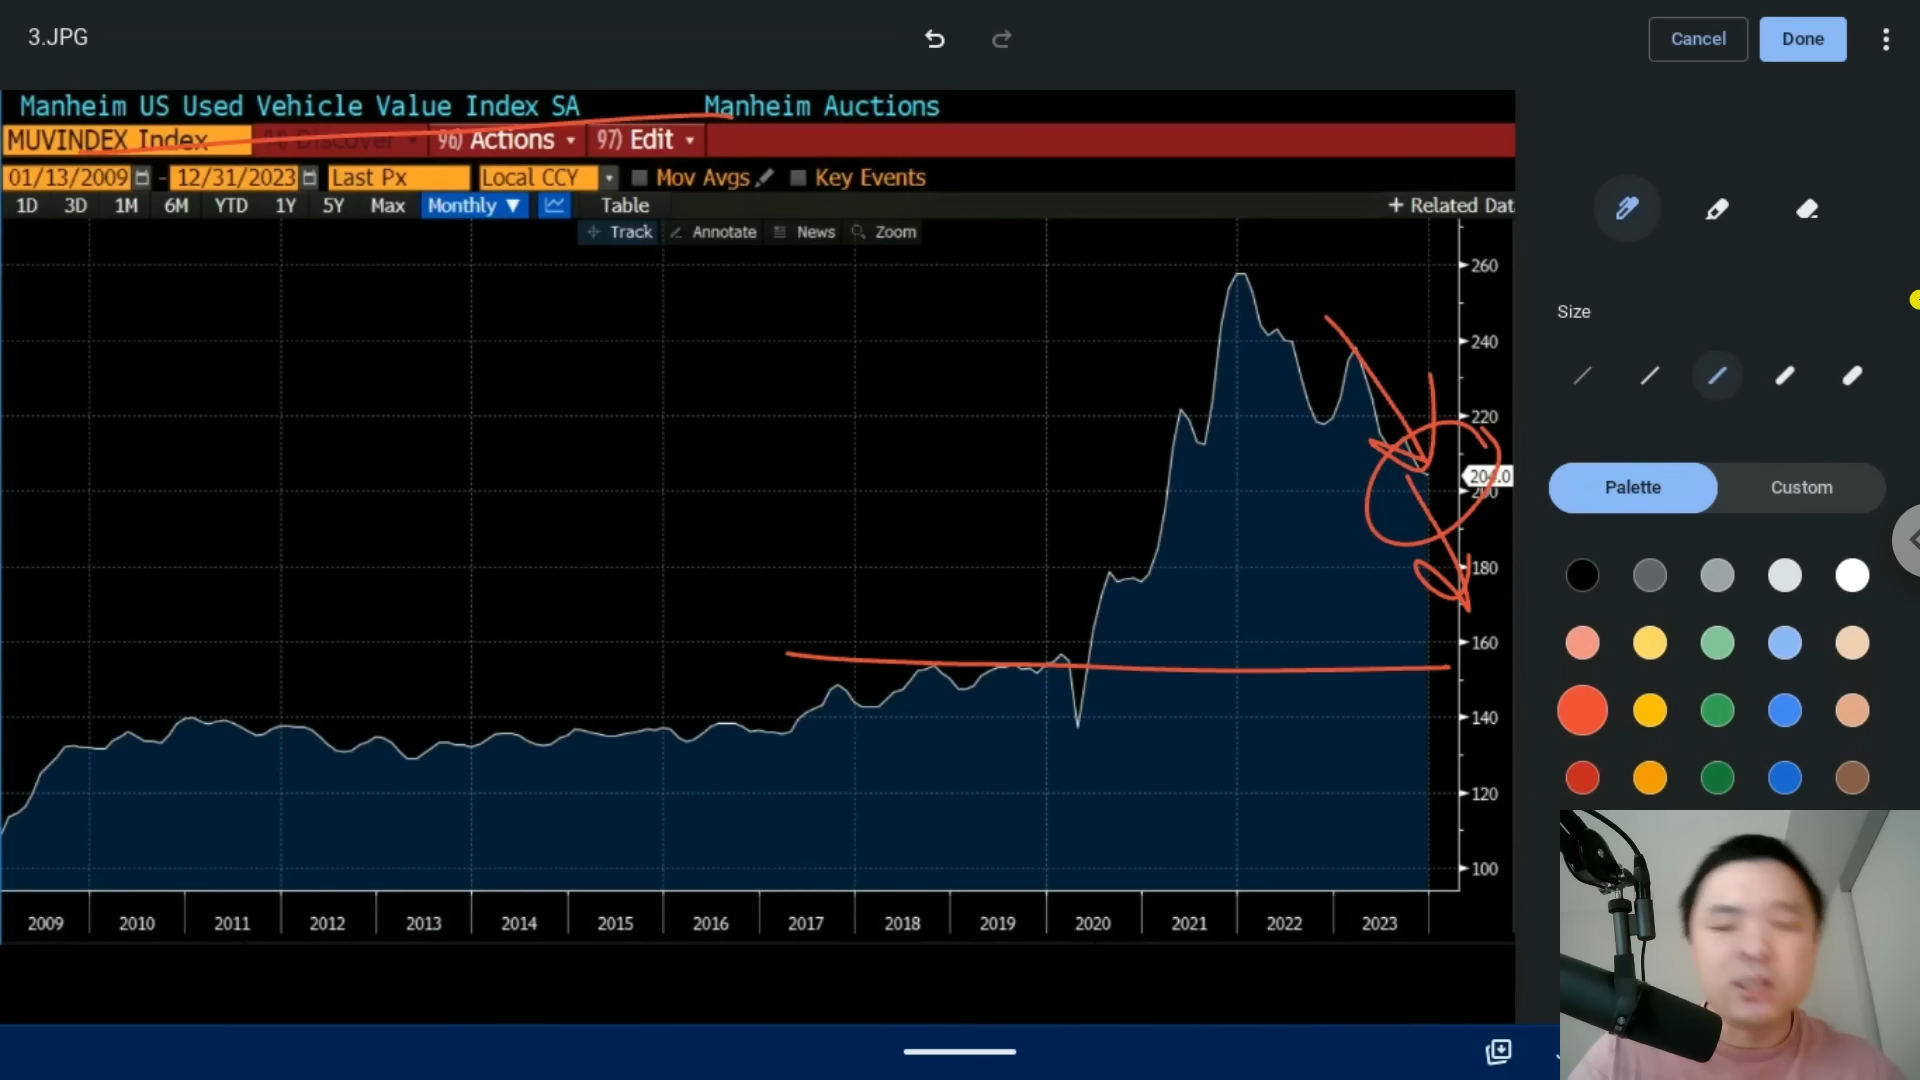 3.JPG
Cancel
Done
Manheim US Used Vehicle Value Index SA Manheim Auctions
MUVINDEX Index 96) Actions 97) Edit
01/13/2009 - 12/31/2023 Last Px Local CCY Mov Avgs Key Events
1D 3D 1M 6M YTD 1Y 5Y Max Monthly ▼ Table + Related Dat
Track Annotate News Zoom
260
240
220
200
180
160
140
120
100
2009 2010 2011 2012 2013 2014 2015 2016 2017 2018 2019 2020 2021 2022 2023
Size
Palette Custom